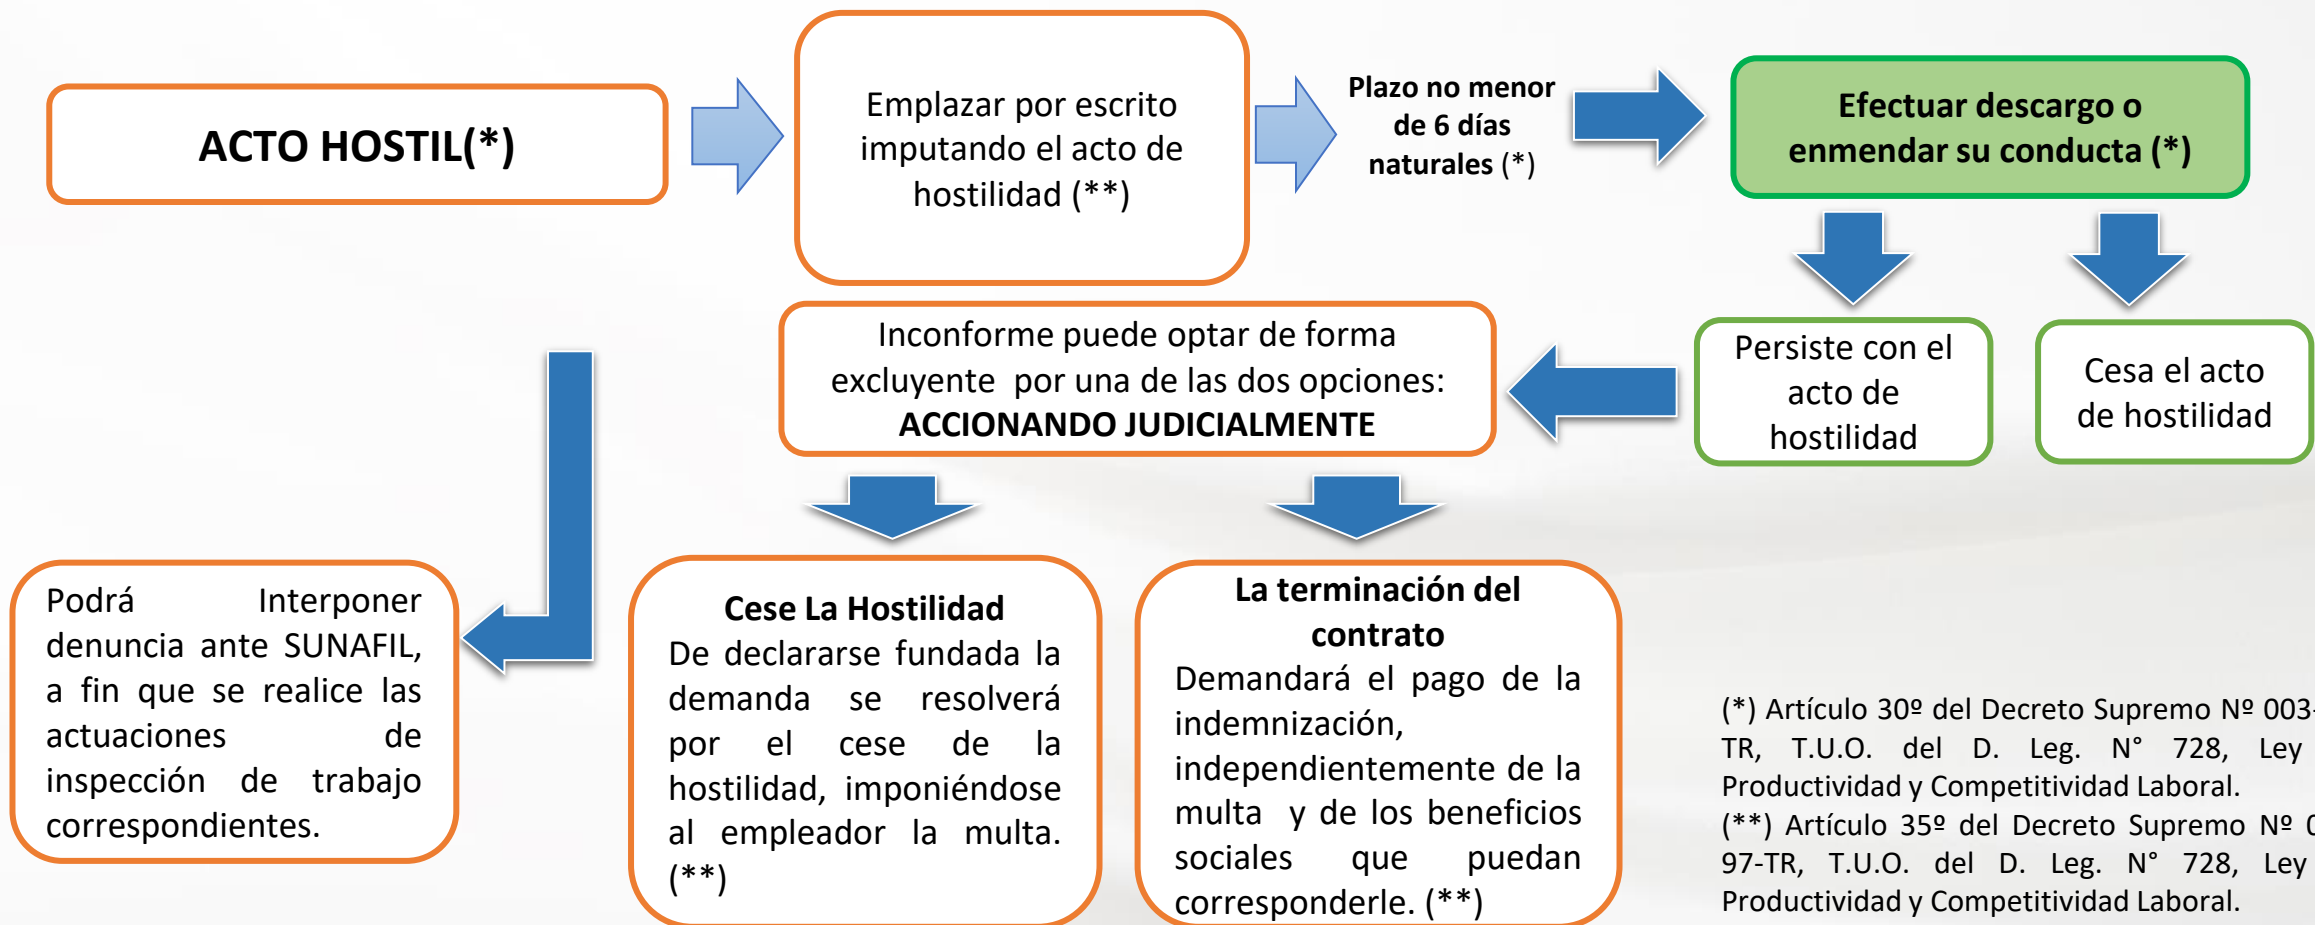 ACTO HOSTIL(*)
Emplazar por escrito
imputando el acto de
hostilidad (**)
Plazo no menor
de 6 días
naturales (*)
Efectuar descargo o
enmendar su conducta (*)
Persiste con el
acto de
hostilidad
Cesa el acto
de hostilidad
Inconforme puede optar de forma
excluyente por una de las dos opciones:
ACCIONANDO JUDICIALMENTE
Podrá Interponer
denuncia ante SUNAFIL,
a fin que se realice las
actuaciones de
inspección de trabajo
correspondientes.
Cese La Hostilidad
De declararse fundada la
demanda se resolverá
por el cese de la
hostilidad, imponiéndose
al empleador la multa.
(**)
La terminación del
contrato
Demandará el pago de la
indemnización,
independientemente de la
multa y de los beneficios
sociales que puedan
corresponderle. (**)
(*) Artículo 30º del Decreto Supremo Nº 003-
TR, T.U.O. del D. Leg. N° 728, Ley
Productividad y Competitividad Laboral.
(**) Artículo 35º del Decreto Supremo Nº
97-TR, T.U.O. del D. Leg. N° 728, Ley
Productividad y Competitividad Laboral.